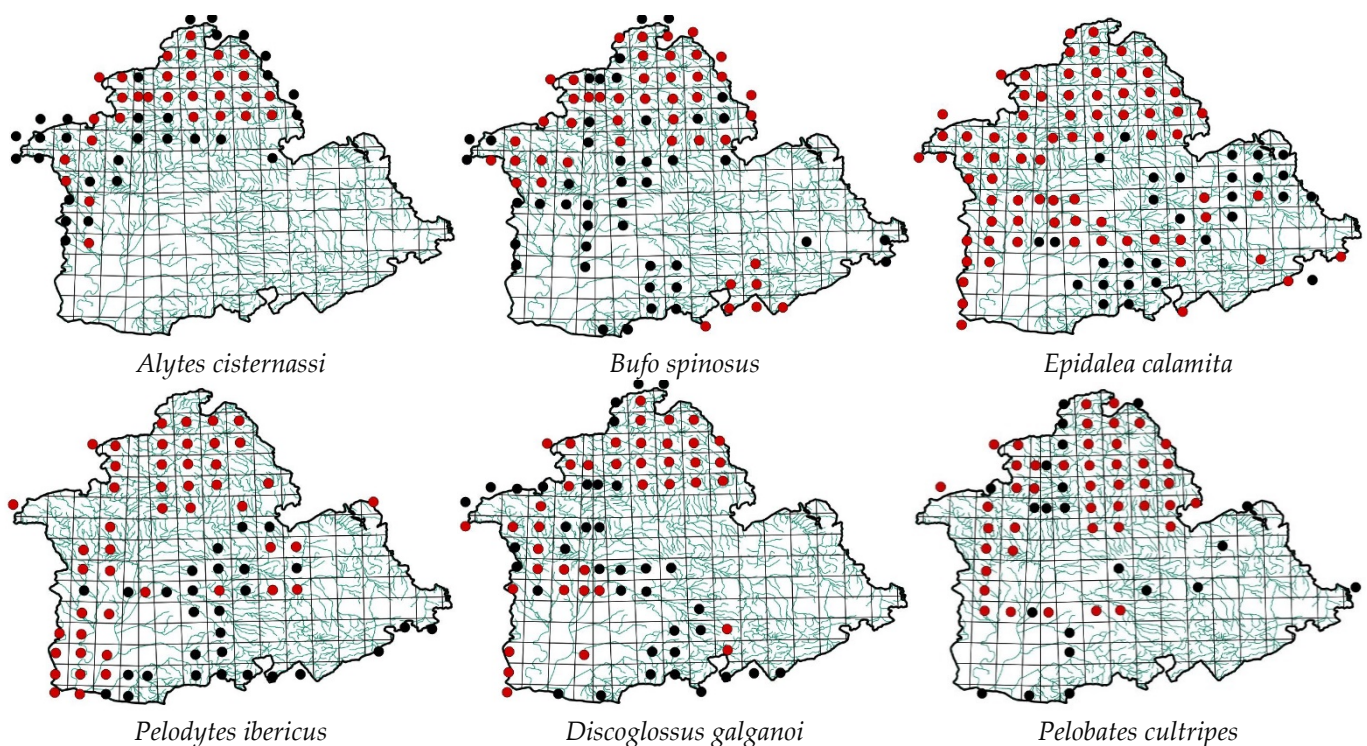 Alytes cisternassi
Bufo spinosus
Epidalea calamita
Pelodytes ibericus
Discoglossus galganoi
Pelobates cultripes